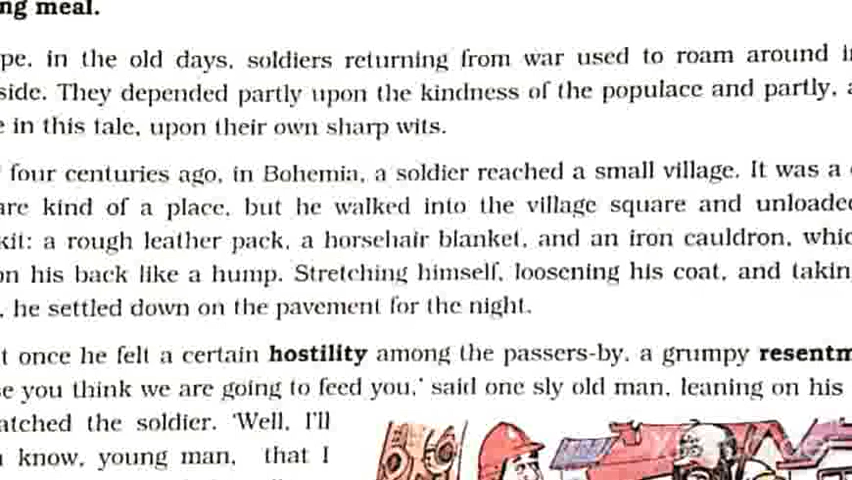 ng meal.
pe, in the old days, soldiers returning from war used to roam around i
side. They depended partly upon the kindness of the populace and partly, a
e in this tale, upon their own sharp wits.
four centuries ago, in Bohemia, a soldier reached a small village. It was a
are kind of a place, but he walked into the village square and unloaded
kit: a rough leather pack, a horsehair blanket, and an iron cauldron, whic
on his back like a hump. Stretching himself, loosening his coat, and taking
, he settled down on the pavement for the night.
t once he felt a certain hostility among the passers-by, a grumpy resentm
se you think we are going to feed you,' said one sly old man, leaning on his
atched the soldier. 'Well, I'll
know, young man, that I